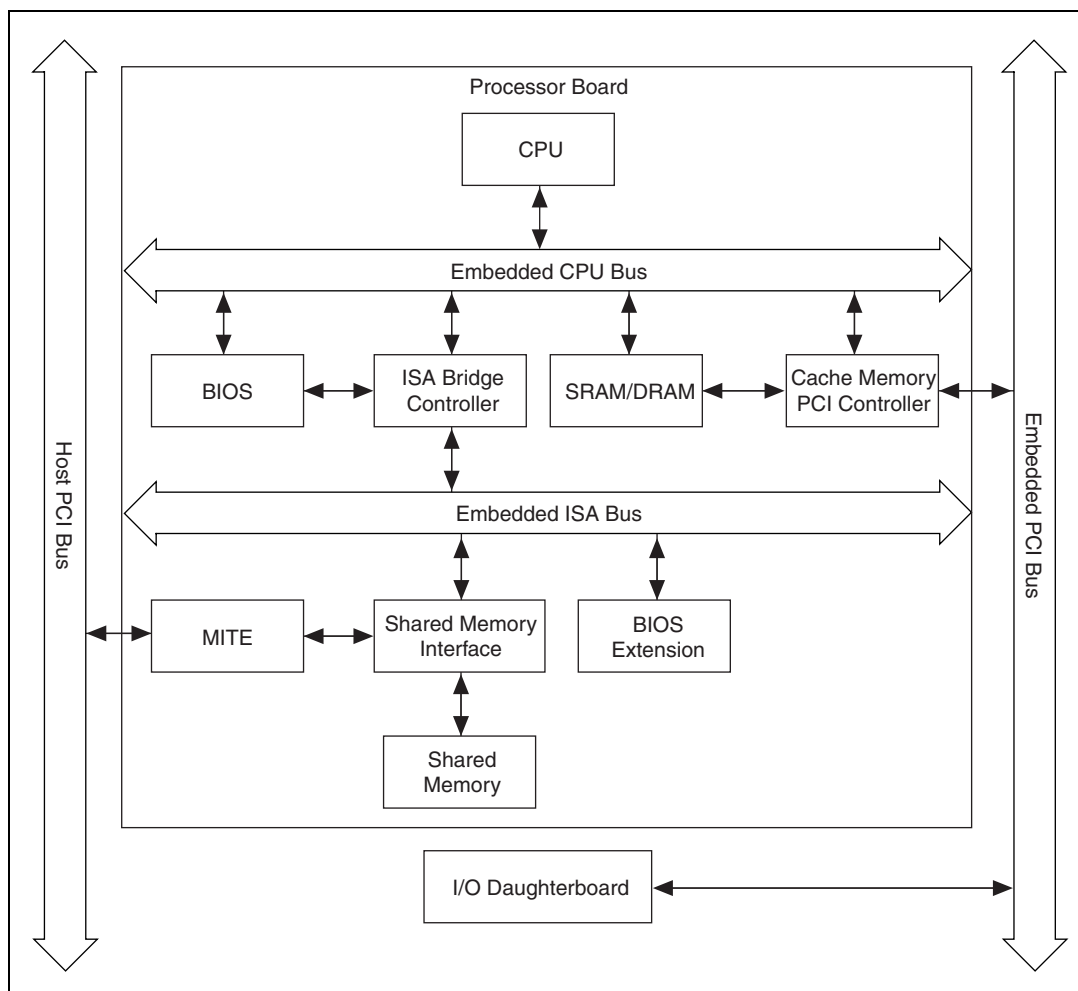 Processor Board
CPU
Embedded CPU Bus
BIOS
ISA Bridge
Controller
SRAM/DRAM
Cache Memory
PCI Controller
Host PCI Bus
Embedded PCI Bus
Embedded ISA Bus
MITE
Shared Memory
Interface
BIOS
Extension
Shared
Memory
I/O Daughterboard